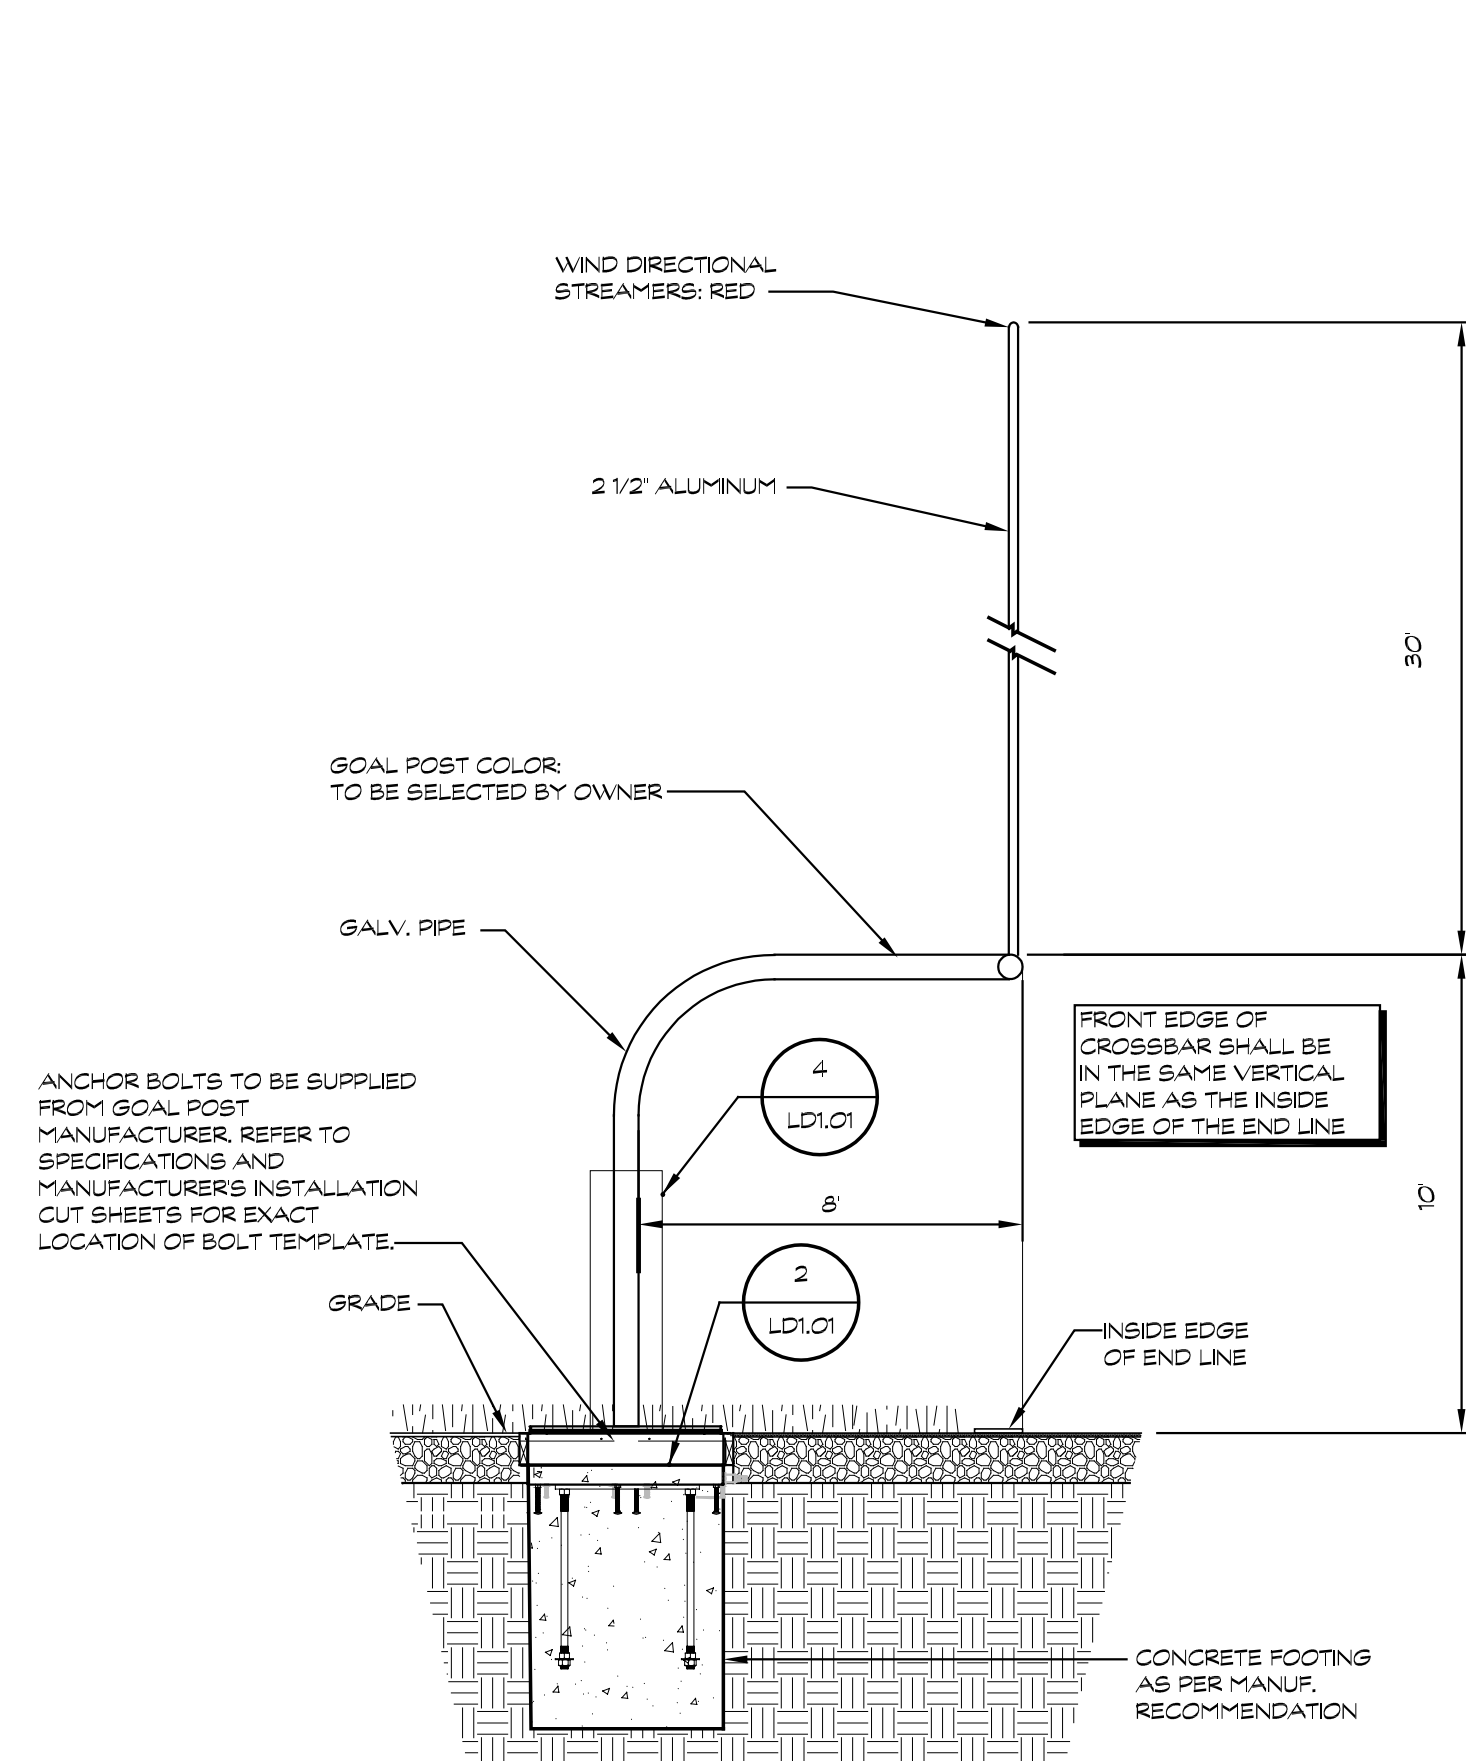 WIND DIRECTIONAL
STREAMERS: RED
2 1/2" ALUMINUM
30'
GOAL POST COLOR:
TO BE SELECTED BY OWNER
GALV. PIPE
FRONT EDGE OF
CROSSBAR SHALL BE
IN THE SAME VERTICAL
PLANE AS THE INSIDE
EDGE OF THE END LINE
4
LD1.01
ANCHOR BOLTS TO BE SUPPLIED
FROM GOAL POST
MANUFACTURER. REFER TO
SPECIFICATIONS AND
MANUFACTURER'S INSTALLATION
CUT SHEETS FOR EXACT
LOCATION OF BOLT TEMPLATE.
8'
10'
2
LD1.01
GRADE
INSIDE EDGE
OF END LINE
CONCRETE FOOTING
AS PER MANUF.
RECOMMENDATION